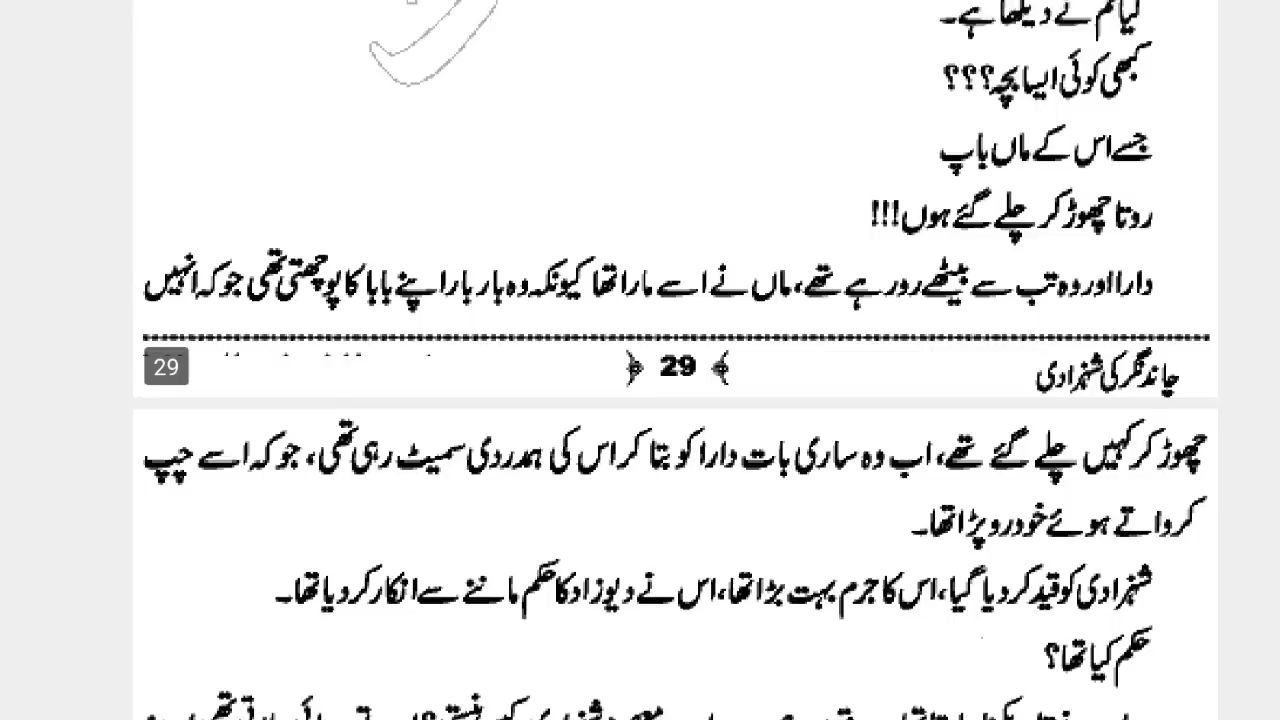 کیا تم نے دیکھا ہے۔
کبھی کوئی ایسا بچہ؟؟؟
جسے اس کے ماں باپ
روتا چھوڑ کر چلے گئے ہوں!!!
دارا اور وہ تب سے بیٹھے رو رہے تھے، ماں نے اسے مارا تھا کیونکہ وہ بار بار اپنے بابا کا پوچھتی تھی جو کہ انہیں
چاند نگر کی شہزادی
29
29
چھوڑ کر کہیں چلے گئے تھے، اب وہ ساری بات دارا کو بتا کر اس کی ہمدردی سمیٹ رہی تھی، جو کہ اسے چپ
کرواتے ہوئے خود رو پڑا تھا۔
شہزادی کو قید کر دیا گیا، اس کا جرم بہت بڑا تھا، اس نے دیوزاد کا حکم ماننے سے انکار کر دیا تھا۔
حکم کیا تھا؟